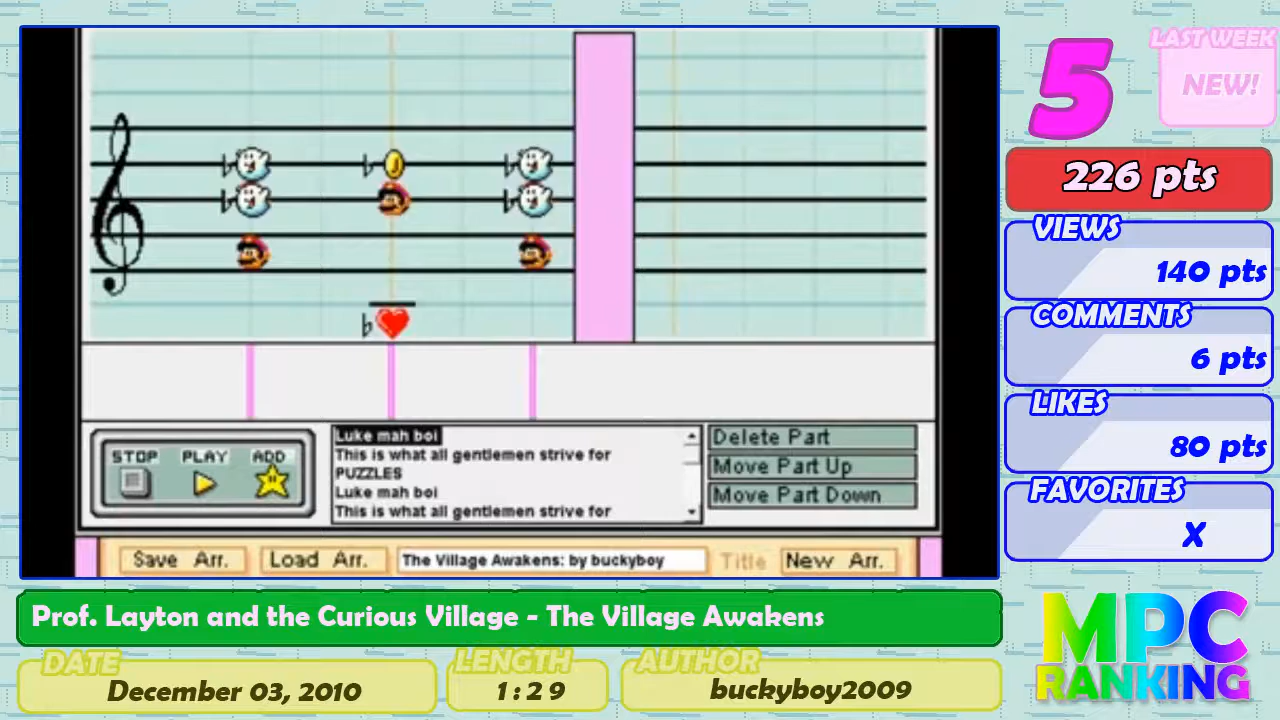 5
LAST WEEK
NEW!
226 pts
VIEWS
140 pts
COMMENTS
6 pts
LIKES
80 pts
FAVORITES
X
STOP PLAY ADD
Luke mah boi
This is what all gentlemen strive for
PUZZLES
Luke mah boi
This is what all gentlemen strive for
Delete Part
Move Part Up
Move Part Down
Save Arr. Load Arr. The Village Awakens: by buckyboy Title New Arr.
Prof. Layton and the Curious Village - The Village Awakens
DATE
December 03, 2010
LENGTH
1:29
AUTHOR
buckyboy2009
MPC
RANKING